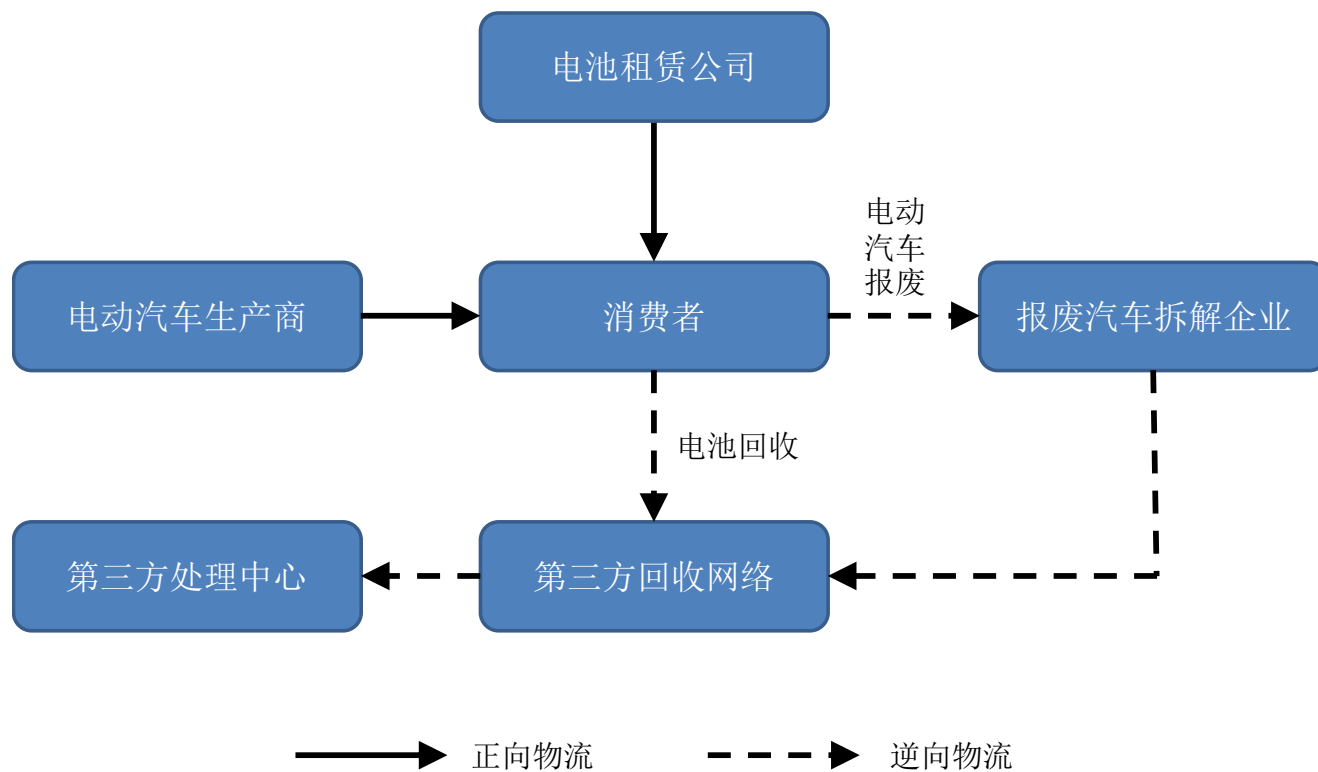 电池租赁公司
电动
汽车
报废
电动汽车生产商
消费者
报废汽车拆解企业
电池回收
第三方处理中心
第三方回收网络
正向物流
逆向物流